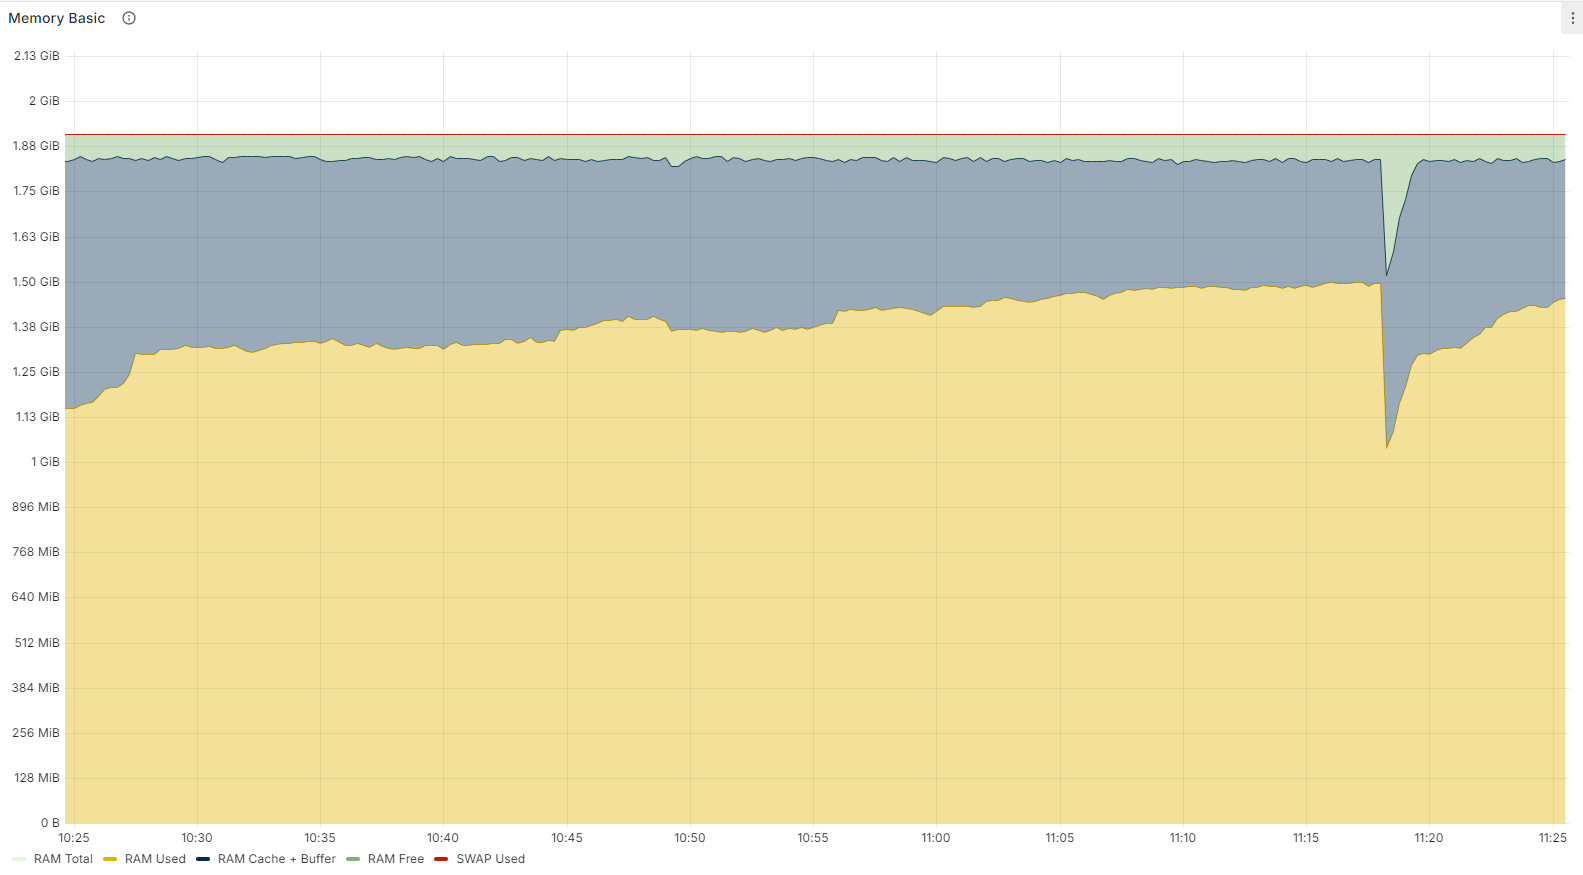 Memory Basic
2.13 GiB
2 GiB
1.88 GiB
1.75 GiB
1.63 GiB
1.50 GiB
1.38 GiB
1.25 GiB
1.13 GiB
1 GiB
896 MiB
768 MiB
640 MiB
512 MiB
384 MiB
256 MiB
128 MiB
0 B
10:25 10:30 10:35 10:40 10:45 10:50 10:55 11:00 11:05 11:10 11:15 11:20 11:25
RAM Total RAM Used RAM Cache + Buffer RAM Free SWAP Used